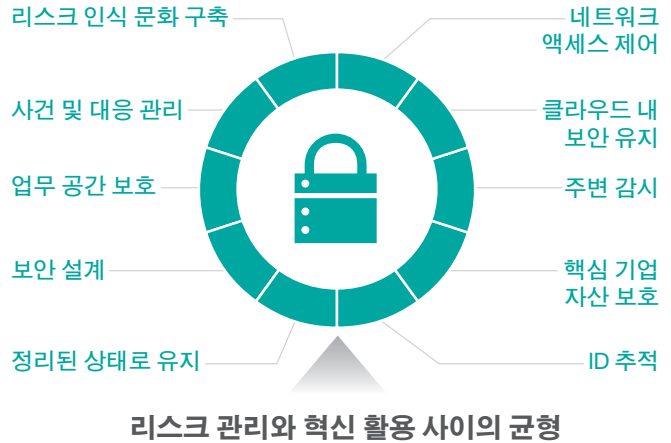 리스크 인식 문화 구축
사건 및 대응 관리
업무 공간 보호
보안 설계
정리된 상태로 유지
네트워크
액세스 제어
클라우드 내
보안 유지
주변 감시
핵심 기업
자산 보호
ID 추적
리스크 관리와 혁신 활용 사이의 균형